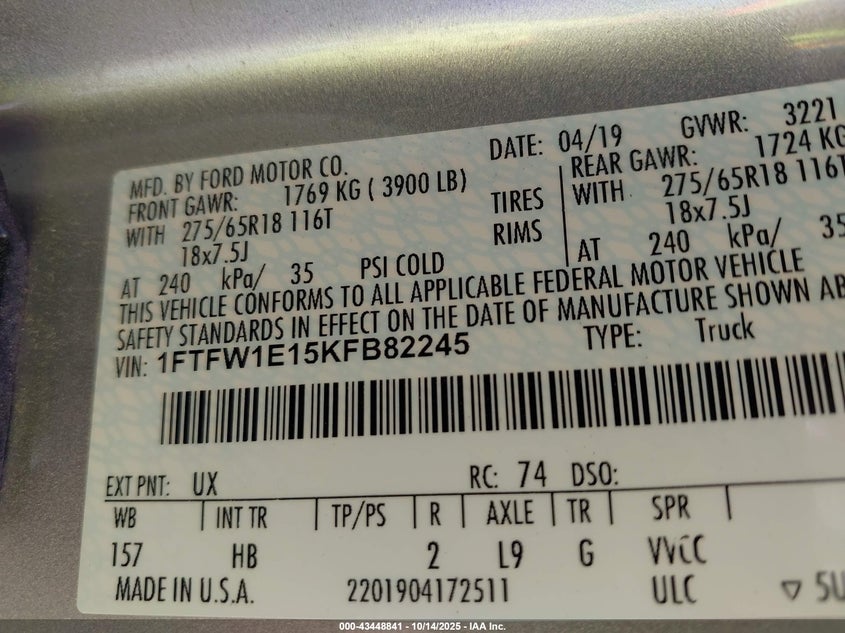 MFD. BY FORD MOTOR CO. DATE: 04/19 GVWR: 3221
FRONT GAWR: 1769 KG ( 3900 LB) REAR GAWR: 1724 KG
WITH 275/65R18 116T TIRES WITH 275/65R18 116T
18x7.5J RIMS 18x7.5J
AT 240 kPa/ 35 PSI COLD AT 240 kPa/ 35
THIS VEHICLE CONFORMS TO ALL APPLICABLE FEDERAL MOTOR VEHICLE
SAFETY STANDARDS IN EFFECT ON THE DATE OF MANUFACTURE SHOWN AB
VIN: 1FTFW1E15KFB82245 TYPE: Truck
EXT PNT: UX RC: 74 DSO:
WB INT TR TP/PS R AXLE TR SPR
157 HB 2 L9 G
MADE IN U.S.A. 2201904172511 ULC ▽ 5U
000-43448841 - 10/14/2025 - IAA Inc.